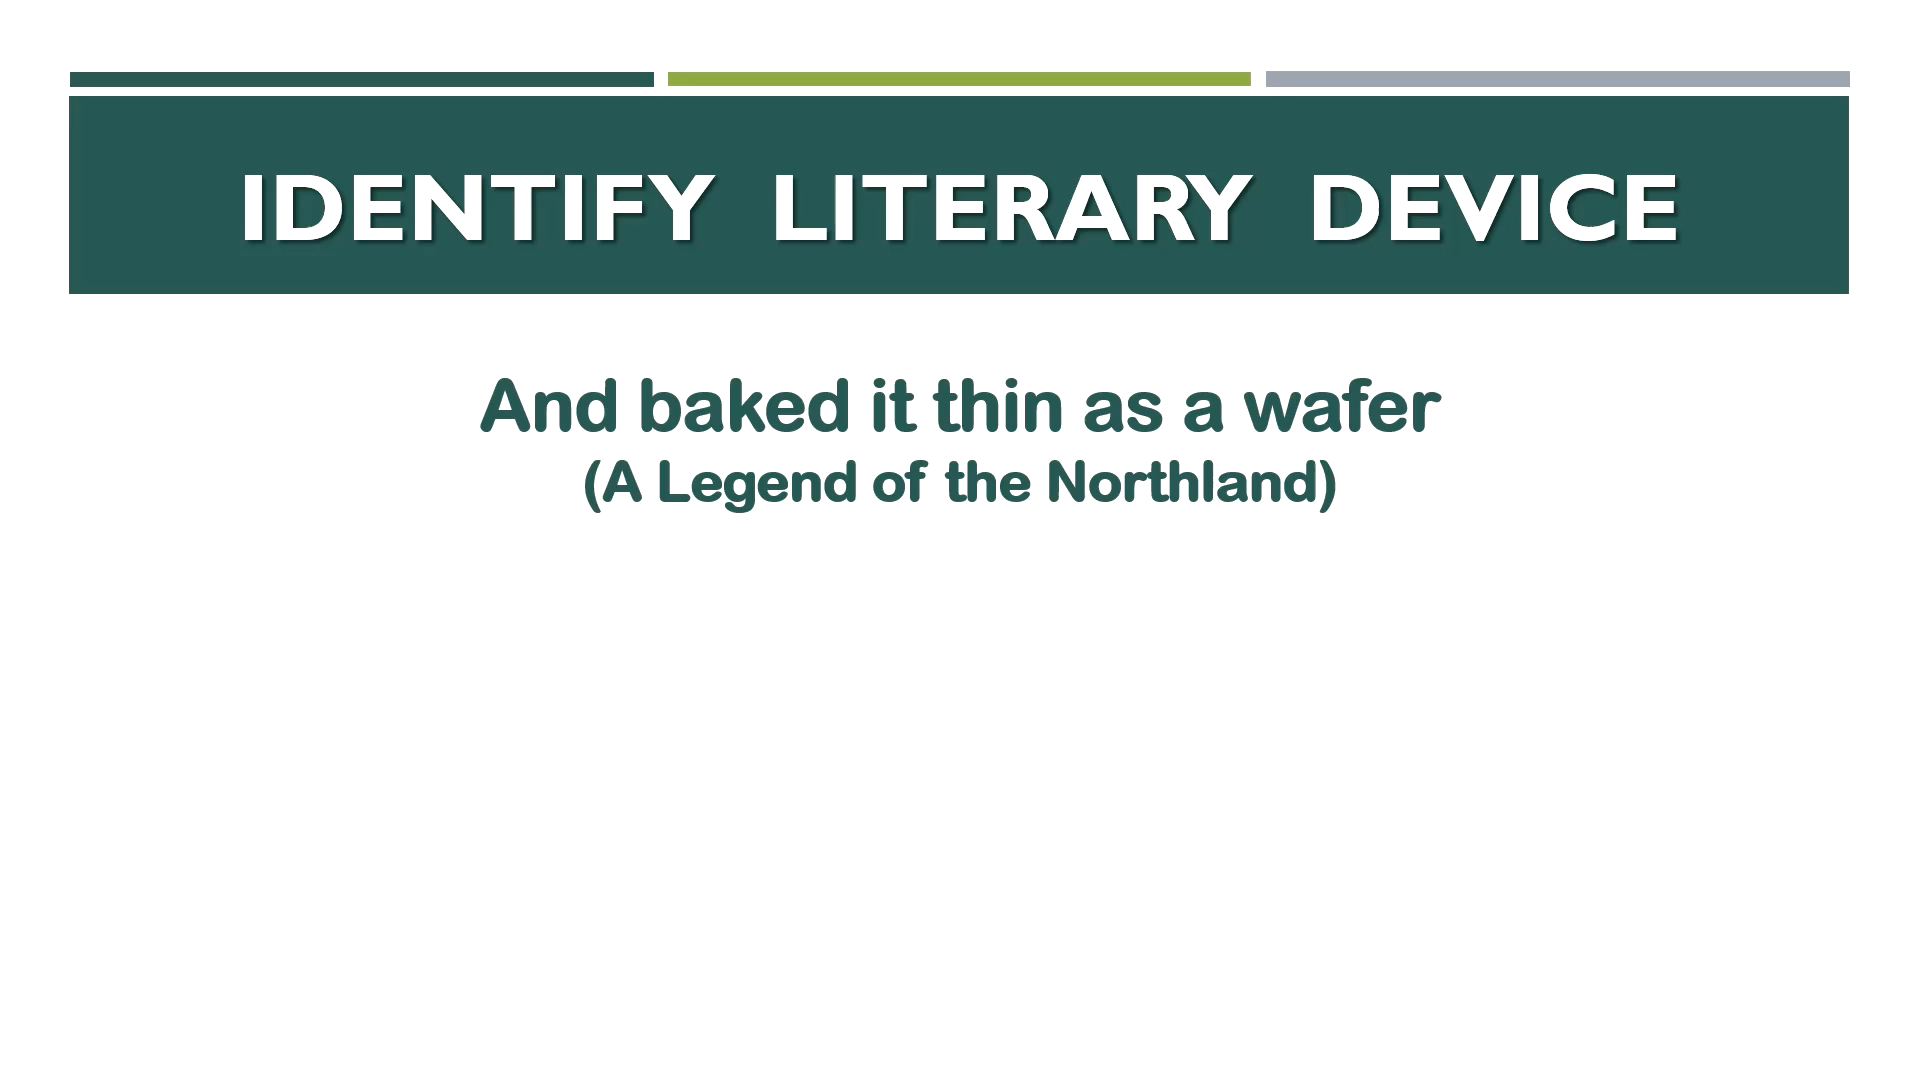 IDENTIFY LITERARY DEVICE
And baked it thin as a wafer
(A Legend of the Northland)